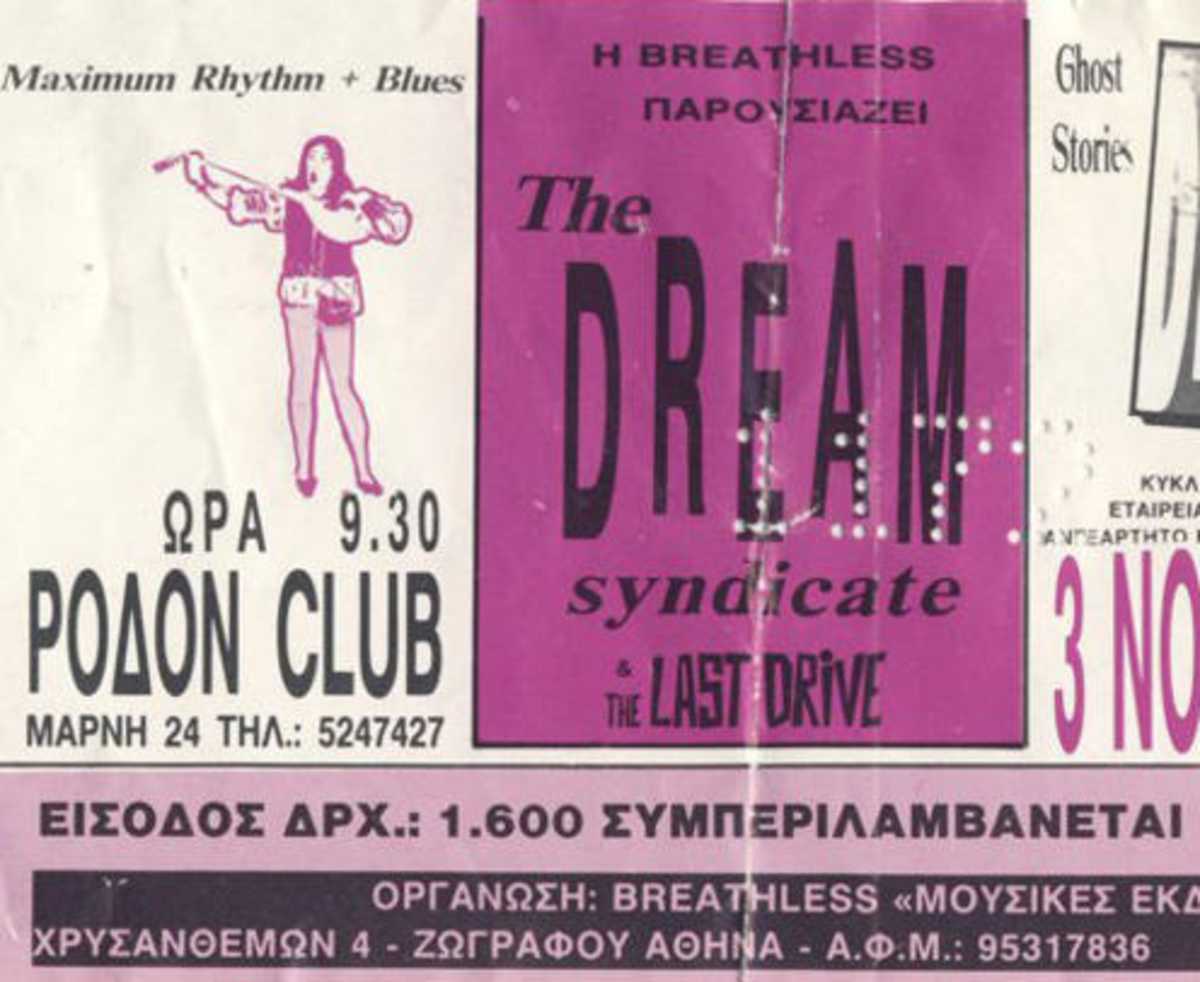 Maximum Rhythm + Blues
ΩΡΑ 9.30
ΡΟΔΟΝ CLUB
ΜΑΡΝΗ 24 ΤΗΛ.: 5247427
Η BREATHLESS
ΠΑΡΟΥΣΙΑΖΕΙ
The
DREAM
syndicate
&
THE LAST DRiVE
Ghost
Stories
ΚΥΚΛ
ΕΤΑΙΡΕΙΑ
3 ΝΟ
ΕΙΣΟΔΟΣ ΔΡΧ.: 1.600 ΣΥΜΠΕΡΙΛΑΜΒΑΝΕΤΑΙ
ΟΡΓΑΝΩΣΗ: BREATHLESS «ΜΟΥΣΙΚΕΣ ΕΚΔ
ΧΡΥΣΑΝΘΕΜΩΝ 4 - ΖΩΓΡΑΦΟΥ ΑΘΗΝΑ - Α.Φ.Μ.: 95317836